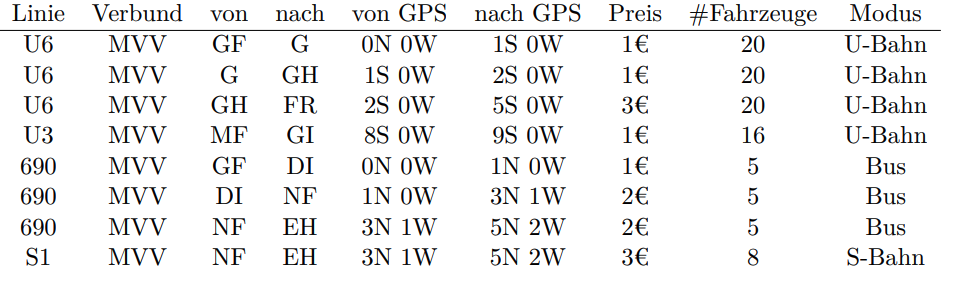 Linie Verbund von nach von GPS nach GPS Preis #Fahrzeuge Modus
U6 MVV GF G 0N 0W 1S 0W 1€ 20 U-Bahn
U6 MVV G GH 1S 0W 2S 0W 1€ 20 U-Bahn
U6 MVV GH FR 2S 0W 5S 0W 3€ 20 U-Bahn
U3 MVV MF GI 8S 0W 9S 0W 1€ 16 U-Bahn
690 MVV GF DI 0N 0W 1N 0W 1€ 5 Bus
690 MVV DI NF 1N 0W 3N 1W 2€ 5 Bus
690 MVV NF EH 3N 1W 5N 2W 2€ 5 Bus
S1 MVV NF EH 3N 1W 5N 2W 3€ 8 S-Bahn